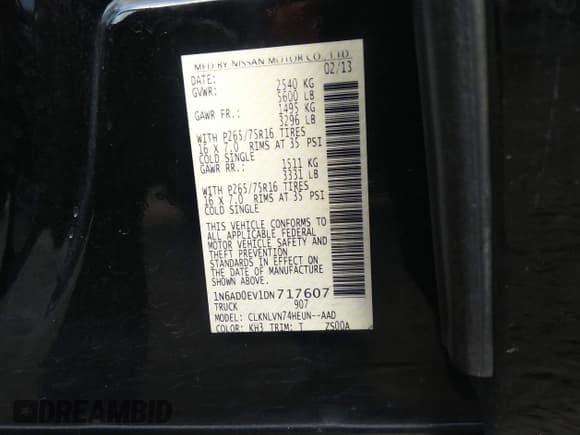 MFD BY NISSAN MOTOR CO., LTD.
DATE: 02/13
GVWR: 2540 KG
5600 LB
GAWR FR.: 1495 KG
3296 LB
WITH P265/75R16 TIRES
16 X 7.0 RIMS AT 35 PSI
COLD SINGLE
GAWR RR.: 1511 KG
3331 LB
WITH P265/75R16 TIRES
16 X 7.0 RIMS AT 35 PSI
COLD SINGLE
THIS VEHICLE CONFORMS TO
ALL APPLICABLE FEDERAL
MOTOR VEHICLE SAFETY AND
THEFT PREVENTION
STANDARDS IN EFFECT ON
THE DATE OF MANUFACTURE
SHOWN ABOVE.
1N6AD0EV1DN717607
TRUCK 907
MODEL: CLKNLVN74HEUN--AAD
COLOR: KH3 TRIM: T ZS00A
DREAMBID